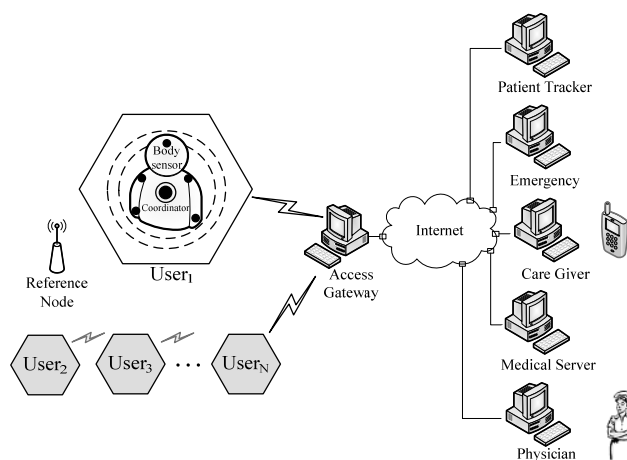 Patient Tracker
Body
sensor
Emergency
Coordinator
Internet
User1
Reference
Node
Access
Gateway
Care Giver
User2
User3
...
UserN
Medical Server
Physician